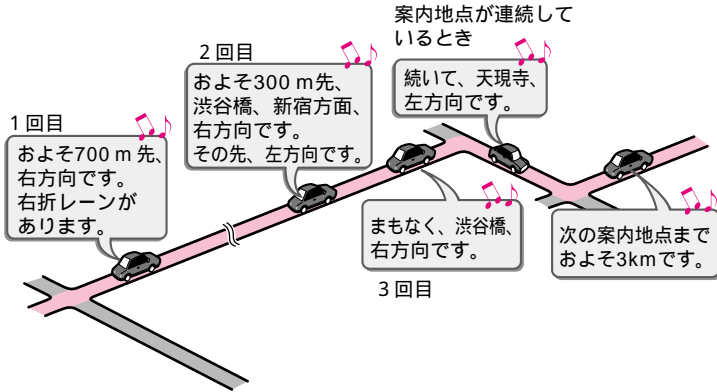 1回目
およそ700 m 先、
右方向です。
右折レーンが
あります。
2回目
およそ300 m 先、
渋谷橋、新宿方面、
右方向です。
その先、左方向です。
まもなく、渋谷橋、
右方向です。
3回目
案内地点が連続して
いるとき
続いて、天現寺、
左方向です。
次の案内地点まで
およそ3kmです。